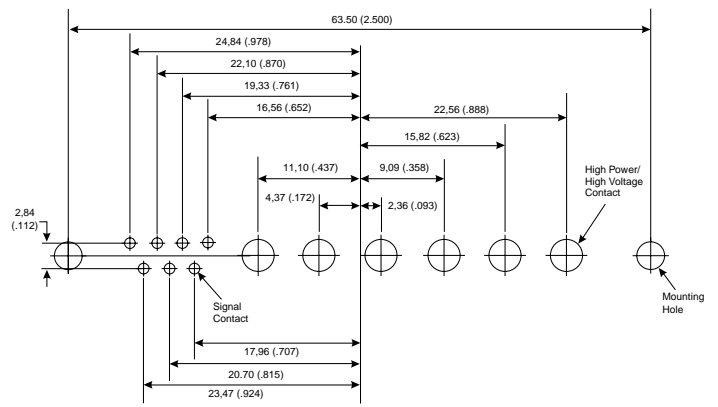 63.50 (2.500)
24,84 (.978)
22,10 (.870)
19,33 (.761)
16,56 (.652)
22,56 (.888)
15,82 (.623)
11,10 (.437)
9,09 (.358)
4,37 (.172)
2,36 (.093)
High Power/
High Voltage
Contact
2,84
(.112)
Signal
Contact
Mounting
Hole
17,96 (.707)
20.70 (.815)
23,47 (.924)